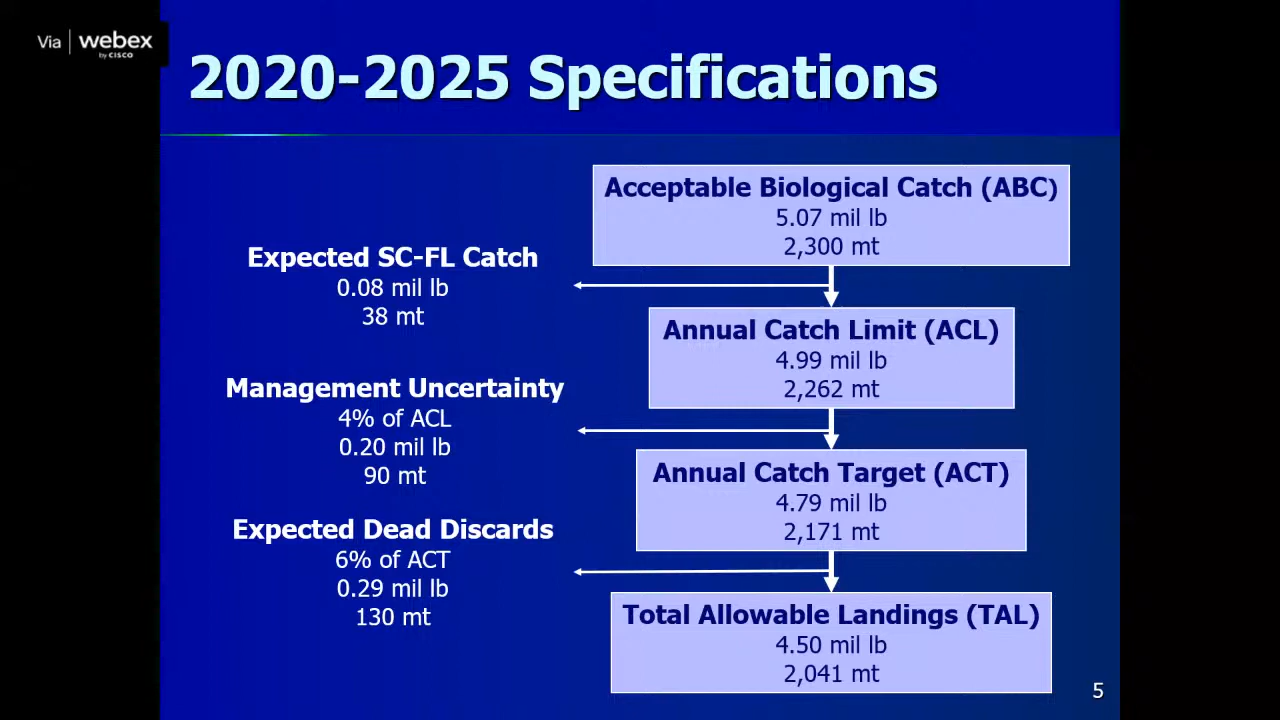 Via webex
by CISCO
2020-2025 Specifications
Acceptable Biological Catch (ABC)
5.07 mil lb
2,300 mt
Expected SC-FL Catch
0.08 mil lb
38 mt
Annual Catch Limit (ACL)
4.99 mil lb
2,262 mt
Management Uncertainty
4% of ACL
0.20 mil lb
90 mt
Annual Catch Target (ACT)
4.79 mil lb
2,171 mt
Expected Dead Discards
6% of ACT
0.29 mil lb
130 mt
Total Allowable Landings (TAL)
4.50 mil lb
2,041 mt
5